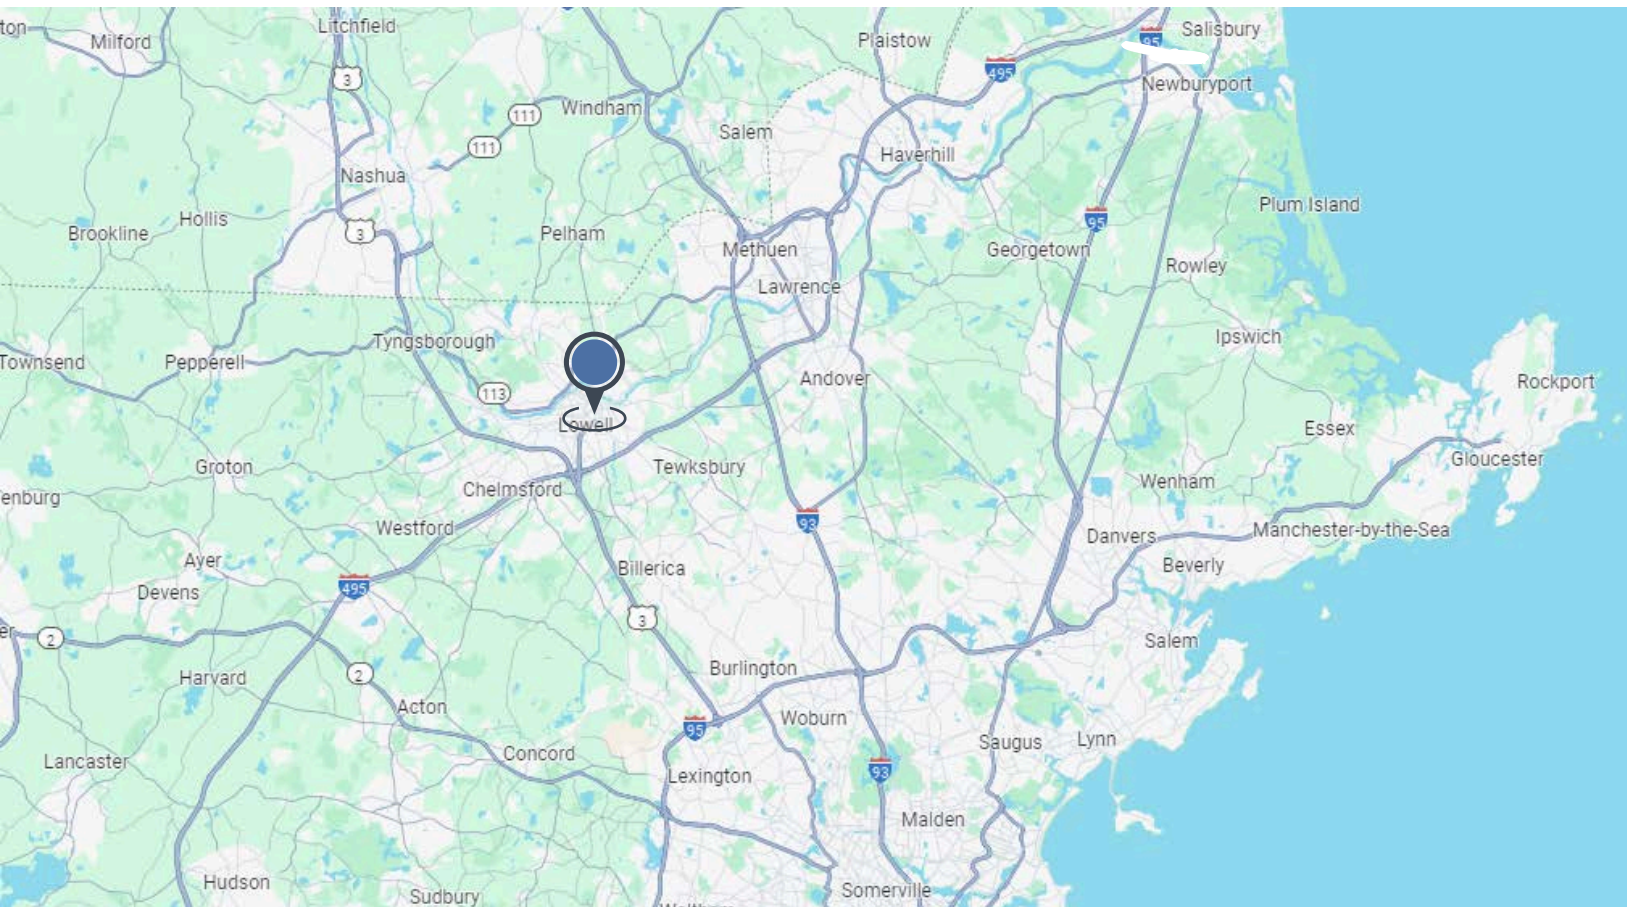 Litchfield
Salisbury
ton
Milford
Plaistow
95
495
3
Newburyport
Windham
111
Salem
111
Haverhill
Nashua
Plum Island
Hollis
95
Brookline
3
Pelham
Methuen
Georgetown
Rowley
Lawrence
Ipswich
Tyngsborough
Townsend
Pepperell
Andover
Rockport
113
Lowell
Essex
Groton
Tewksbury
Gloucester
Chelmsford
Wenham
enburg
Westford
93
Danvers
Manchester-by-the-Sea
Ayer
Billerica
Beverly
495
Devens
3
er
2
Salem
Burlington
2
Harvard
Acton
Woburn
95
Saugus
Lynn
Concord
Lancaster
93
Lexington
Malden
Hudson
Somerville
Sudbury